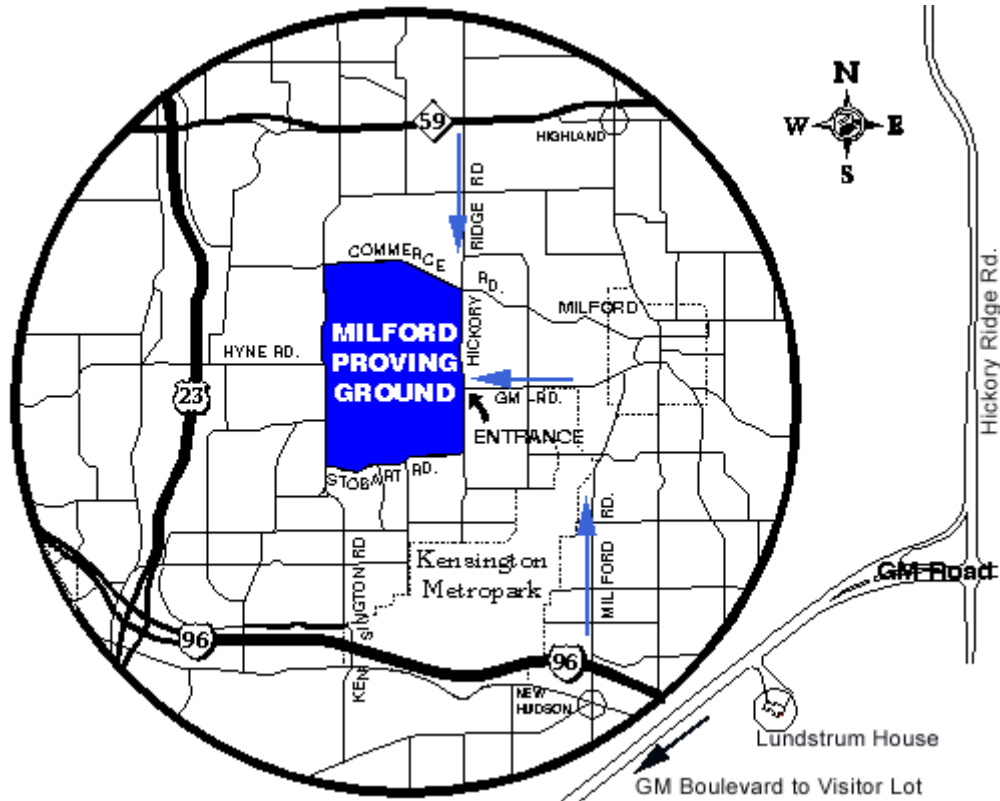 59
HIGHLAND
N
W E
S
HICKORY RIDGE RD
COMMERCE RD.
MILFORD
HYNE RD.
MILFORD
PROVING
GROUND
23
GM RD.
ENTRANCE
STOBART RD.
Hickory Ridge Rd.
KENSINGTON RD
Kensington
Metropark
MILFORD RD.
GM Road
96
96
NEW
HUDSON
Lundstrum House
GM Boulevard to Visitor Lot